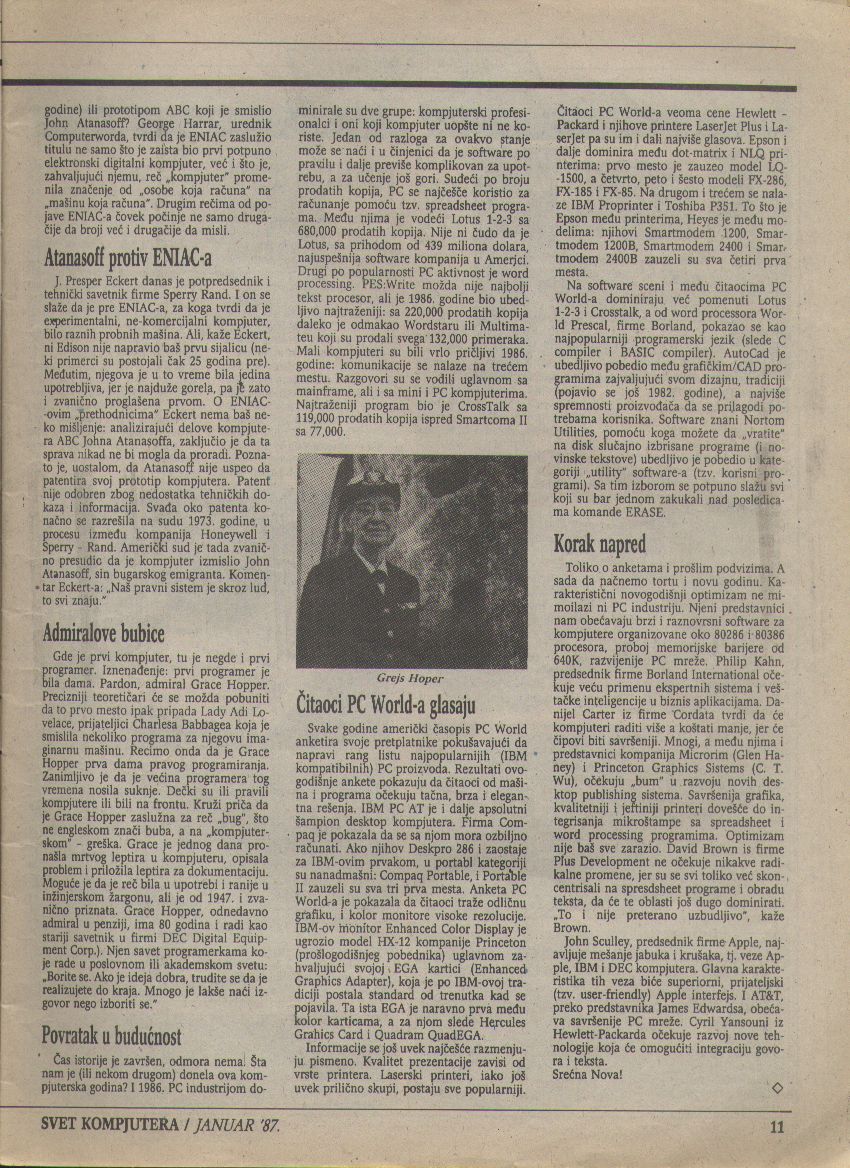 godine) ili prototipom ABC koji je smislio
John Atanasoff? George Harrar, urednik
Computerworda, tvrdi da je ENIAC zaslužio
titulu ne samo što je zaista bio prvi potpuno
elektronski digitalni kompjuter, već i što je,
zahvaljujući njemu, reč „kompjuter" prome-
nila značenje od „osobe koja računa" na
„mašinu koja računa". Drugim rečima od po-
jave ENIAC-a čovek počinje ne samo druga-
čije da broji već i drugačije da misli.
Atanasoff protiv ENIAC-a
J. Presper Eckert danas je potpredsednik i
tehnički savetnik firme Sperry Rand. I on se
slaže da je pre ENIAC-a, za koga tvrdi da je
experimentalni, ne-komercijalni kompjuter,
bilo raznih probnih mašina. Ali, kaže Eckert,
ni Edison nije napravio baš prvu sijalicu (ne-
ki primerci su postojali čak 25 godina pre).
Međutim, njegova je u to vreme bila jedina
upotrebljiva, jer je najduže gorela, pa je zato
i zvanično proglašena prvom. O ENIAC-
-ovim „prethodnicima" Eckert nema baš ne-
ko mišljenje: analizirajući delove kompjute-
ra ABC Johna Atanasoffa, zaključio je da ta
sprava nikad ne bi mogla da proradi. Pozna-
to je, uostalom, da Atanasoff nije uspeo da
patentira svoj prototip kompjutera. Patent
nije odobren zbog nedostatka tehničkih do-
kaza i informacija. Svađa oko patenta ko-
načno se razrešila na sudu 1973. godine, u
procesu između kompanija Honeywell i
Sperry - Rand. Američki sud je tada zvanič-
no presudio da je kompjuter izmislio John
Atanasoff, sin bugarskog emigranta. Komen-
tar Eckert-a: „Naš pravni sistem je skroz lud,
to svi znaju."
Admiralove bubice
Gde je prvi kompjuter, tu je negde i prvi
programer. Iznenađenje: prvi programer je
bila dama. Pardon, admiral Grace Hopper.
Precizniji teoretičari će se možda pobuniti
da to prvo mesto ipak pripada Lady Adi Lo-
velace, prijateljici Charlesa Babbagea koja je
smislila nekoliko programa za njegovu ima-
ginarnu mašinu. Recimo onda da je Grace
Hopper prva dama pravog programiranja.
Zanimljivo je da je većina programera tog
vremena nosila suknje. Dečki su ili pravili
kompjutere ili bili na frontu. Kruži priča da
je Grace Hopper zaslužna za reč „bug", što
ne engleskom znači buba, a na „kompjuter-
skom" – greška. Grace je jednog dana pro-
našla mrtvog leptira u kompjuteru, opisala
problem i priložila leptira za dokumentaciju.
Moguće je da je reč bila u upotrebi i ranije u
inžinjerskom žargonu, ali je od 1947. i zva-
nično priznata. Grace Hopper, odnedavno
admiral u penziji, ima 80 godina i radi kao
stariji savetnik u firmi DEC Digital Equip-
ment Corp.). Njen savet programerkama ko-
je rade u poslovnom ili akademskom svetu:
„Borite se. Ako je ideja dobra, trudite se da je
realizujete do kraja. Mnogo je lakše naći iz-
govor nego izboriti se."
Povratak u budućnost
Čas istorije je završen, odmora nema! Šta
nam je (ili nekom drugom) donela ova kom-
pjuterska godina? I 1986. PC industrijom do-
minirale su dve grupe: kompjuterski profesi-
onalci i oni koji kompjuter uopšte ni ne ko-
riste. Jedan od razloga za ovakvo stanje
može se naći i u činjenici da je software po
pravilu i dalje previše komplikovan za upot-
rebu, a za učenje još gori. Sudeći po broju
prodatih kopija, PC se najčešće koristio za
računanje pomoću tzv. spreadsheet progra-
ma. Među njima je vodeći Lotus 1-2-3 sa
680,000 prodatih kopija. Nije ni čudo da je
Lotus, sa prihodom od 439 miliona dolara,
najuspešnija software kompanija u Americi.
Drugi po popularnosti PC aktivnost je word
processing. PES:Write možda nije najbolji
tekst procesor, ali je 1986. godine bio ubed-
ljivo najtraženiji: sa 220,000 prodatih kopija
daleko je odmakao Wordstaru ili Multima-
teu koji su prodali svega 132,000 primeraka.
Mali kompjuteri su bili vrlo pričljivi 1986.
godine: komunikacije se nalaze na trećem
mestu. Razgovori su se vodili uglavnom sa
mainframe, ali i sa mini i PC kompjuterima.
Najtraženiji program bio je CrossTalk sa
119,000 prodatih kopija ispred Smartcoma II
sa 77,000.
Grejs Hoper
Čitaoci PC World-a glasaju
Svake godine američki časopis PC World
anketira svoje pretplatnike pokušavajući da
napravi rang listu najpopularnijih (IBM
kompatibilnih) PC proizvoda. Rezultati ovo-
godišnje ankete pokazuju da čitaoci od maši-
na i programa očekuju tačna, brza i elegan-
tna rešenja. IBM PC AT je i dalje apsolutni
šampion desktop kompjutera. Firma Com-
paq je pokazala da se sa njom mora ozbiljno
računati. Ako njihov Deskpro 286 i zaostaje
za IBM-ovim prvakom, u portabl kategoriji
su nanadmašni: Compaq Portable, i Portable
II zauzeli su sva tri prva mesta. Anketa PC
World-a je pokazala da čitaoci traže odličnu
grafiku, i kolor monitore visoke rezolucije.
IBM-ov monitor Enhanced Color Display je
ugrozio model HX-12 kompanije Princeton
(prošlogodišnjeg pobednika) uglavnom za-
hvaljujući svojoj EGA kartici (Enhanced
Graphics Adapter), koja je po IBM-ovoj tra-
diciji postala standard od trenutka kad se
pojavila. Ta ista EGA je naravno prva među
kolor karticama, a za njom slede Hercules
Grahics Card i Quadram QuadEGA.
Informacije se još uvek najčešće razmenju-
ju pismeno. Kvalitet prezentacije zavisi od
vrste printera. Laserski printeri, iako još
uvek prilično skupi, postaju sve popularniji.
Čitaoci PC World-a veoma cene Hewlett -
Packard i njihove printere LaserJet Plus i La-
serJet pa su im i dali najviše glasova. Epson i
dalje dominira među dot-matrix i NLQ pri-
nterima: prvo mesto je zauzeo model LQ-
-1500, a četvrto, peto i šesto modeli FX-286,
FX-185 i FX-85. Na drugom i trećem se nala-
ze IBM Proprinter i Toshiba P351. To što je
Epson među printerima, Heyes je među mo-
delima: njihovi Smartmodem 1200, Smar-
tmodem 1200B, Smartmodem 2400 i Smar-
tmodem 2400B zauzeli su sva četiri prva
mesta.
Na software sceni i među čitaocima PC
World-a dominiraju već pomenuti Lotus
1-2-3 i Crosstalk, a od word processora Wor-
ld Prescal, firme Borland, pokazao se kao
najpopularniji programerski jezik (slede C
compiler i BASIC compiler). AutoCad je
ubedljivo pobedio među grafičkim/CAD pro-
gramima zajvaljujući svom dizajnu, tradiciji
(pojavio se još 1982. godine), a najviše
spremnosti proizvođača da se prilagodi po-
trebama korisnika. Software znani Nortom
Utilities, pomoću koga možete da „vratite"
na disk slučajno izbrisane programe (i no-
vinske tekstove) ubedljivo je pobedio u kate-
goriji „utility" software-a (tzv. korisni pro-
grami). Sa tim izborom se potpuno slažu svi
koji su bar jednom zakukali nad posledica-
ma komande ERASE.
Korak napred
Toliko o anketama i prošlim podvizima. A
sada da načnemo tortu i novu godinu. Ka-
rakteristični novogodišnji optimizam ne mi-
moilazi ni PC industriju. Njeni predstavnici
nam obećavaju brzi i raznovrsni software za
kompjutere organizovane oko 80286 i 80386
procesora, proboj memorijske barijere od
640K, razvijenije PC mreže. Philip Kahn,
predsednik firme Borland International oče-
kuje veću primenu ekspertnih sistema i veš-
tačke inteligencije u biznis aplikacijama. Da-
nijel Carter iz firme Cordata tvrdi da će
kompjuteri raditi više a koštati manje, jer će
čipovi biti savršeniji. Mnogi, a među njima i
predstavnici kompanija Microrim (Glen Ha-
ney) i Princeton Graphics Sistems (C. T.
Wu), očekuju „bum" u razvoju novih des-
ktop publishing sistema. Savršenija grafika,
kvalitetniji i jeftiniji printeri dovešće do in-
tegrisanja mikroštampe sa spreadsheet i
word processing programima. Optimizam
nije baš sve zarazio. David Brown is firme
Plus Development ne očekuje nikakve radi-
kalne promene, jer su se svi toliko već skon-
centrisali na spresdsheet programe i obradu
teksta, da će te oblasti još dugo dominirati.
„To i nije preterano uzbudljivo", kaže
Brown.
John Sculley, predsednik firme Apple, naj-
avljuje mešanje jabuka i krušaka, tj. veze Ap-
ple, IBM i DEC kompjutera. Glavna karakte-
ristika tih veza biće superiorni, prijateljski
(tzv. user-friendly) Apple interfejs. I AT&T,
preko predstavnika James Edwardsa, obeća-
va savršenije PC mreže. Cyril Yansouni iz
Hewlett-Packarda očekuje razvoj nove teh-
nologije koja će omogućiti integraciju govo-
ra i teksta.
Srećna Nova!
SVET KOMPJUTERA / JANUAR '87.
11